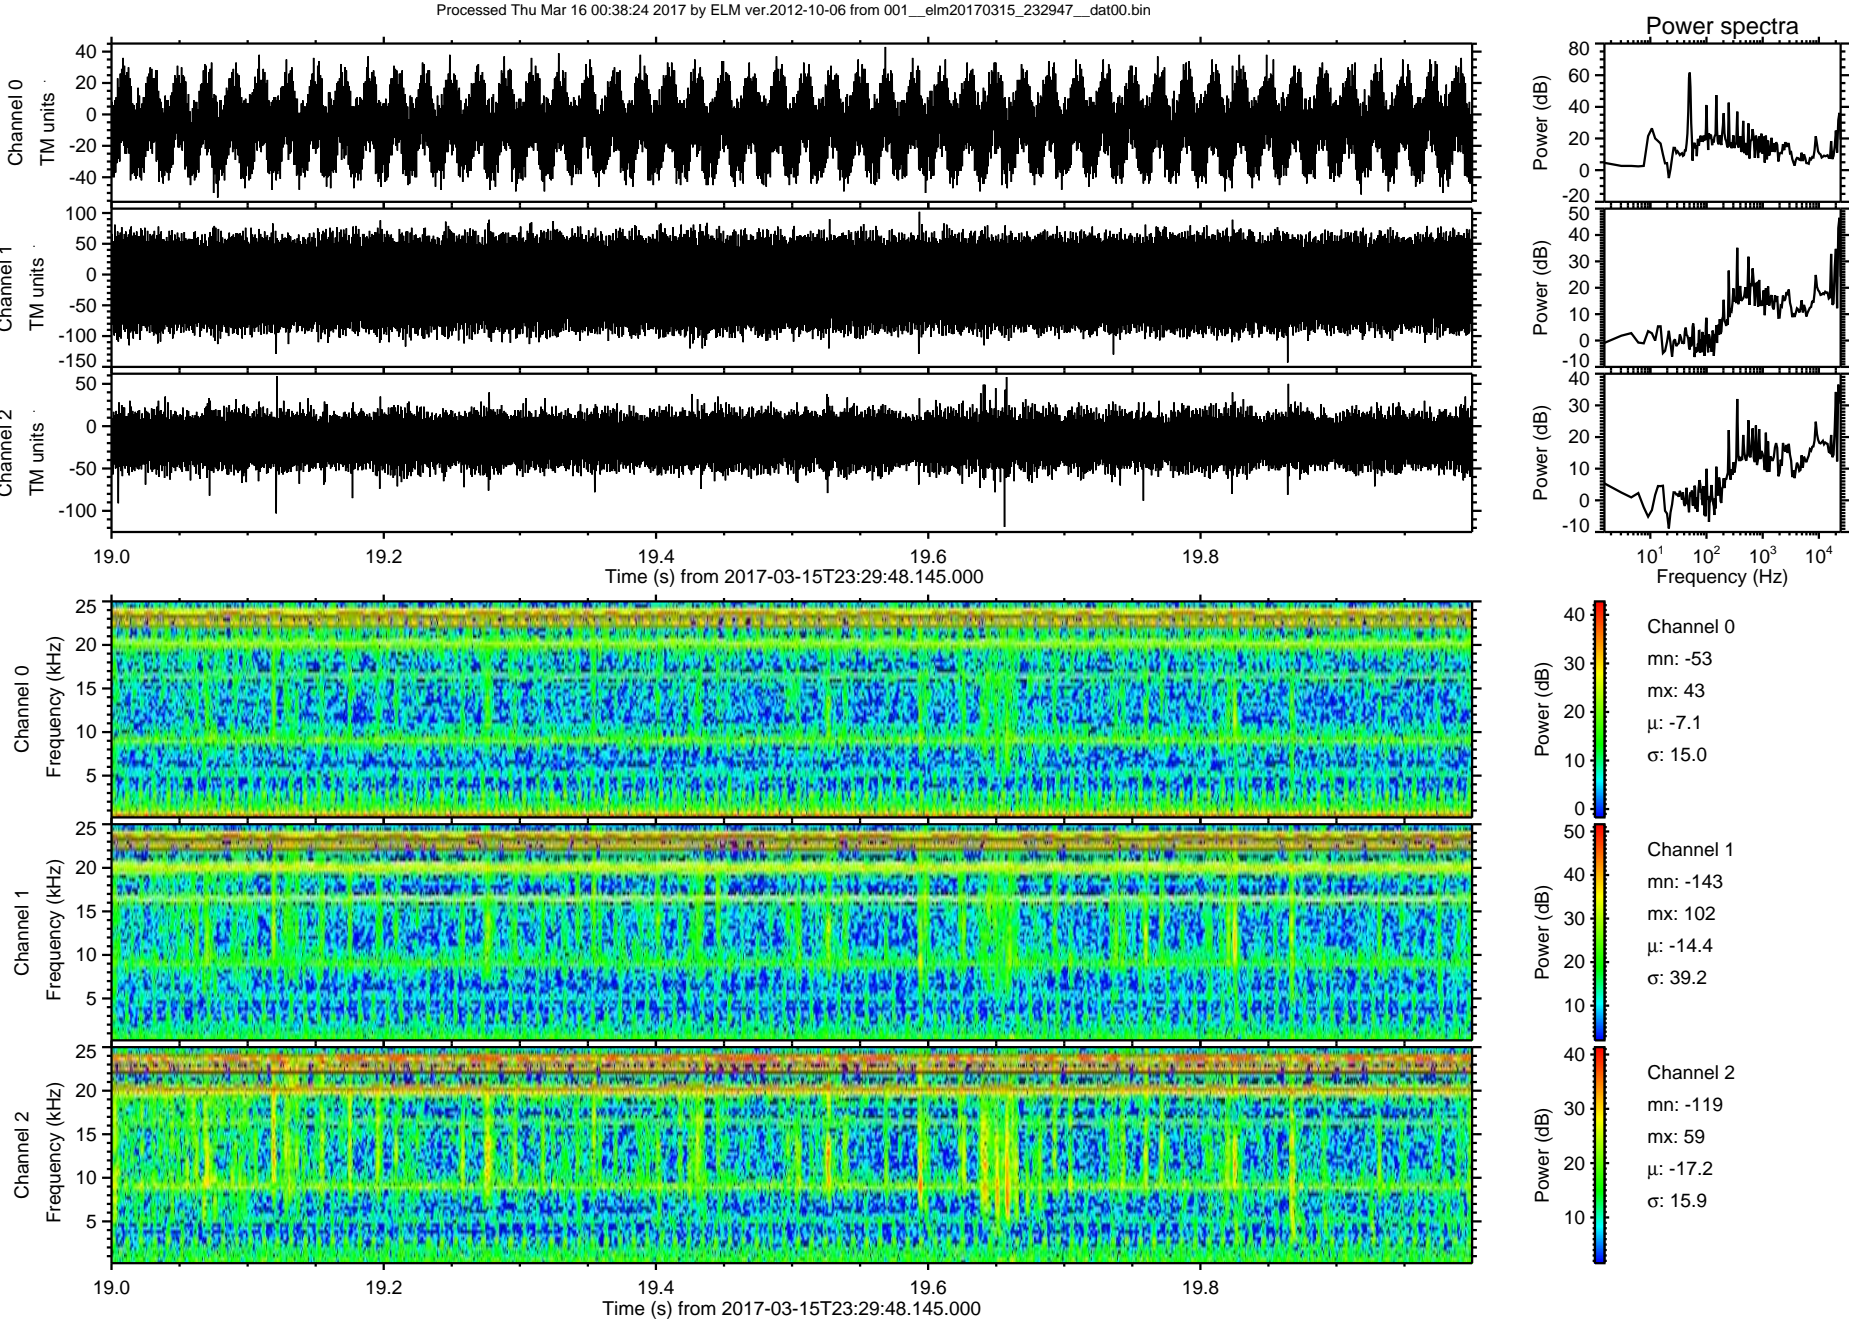 Processed Thu Mar 16 00:38:24 2017 by ELM ver.2012-10-06 from 001__elm20170315_232947__dat00.bin
Power spectra
Channel 0
TM units
40
20
0
-20
-40
Power (dB)
80
60
40
20
0
-20
Channel 1
TM units
100
50
0
-50
-100
-150
Power (dB)
50
40
30
20
10
0
-10
Channel 2
TM units
50
0
-50
-100
Power (dB)
40
30
20
10
0
-10
19.0 19.2 19.4 19.6 19.8
Time (s) from 2017-03-15T23:29:48.145.000
10¹ 10² 10³ 10⁴
Frequency (Hz)
Channel 0
Frequency (kHz)
25
20
15
10
5
Power (dB)
40
30
20
10
0
Channel 0
mn: -53
mx: 43
μ: -7.1
σ: 15.0
Channel 1
Frequency (kHz)
25
20
15
10
5
Power (dB)
50
40
30
20
10
Channel 1
mn: -143
mx: 102
μ: -14.4
σ: 39.2
Channel 2
Frequency (kHz)
25
20
15
10
5
Power (dB)
40
30
20
10
Channel 2
mn: -119
mx: 59
μ: -17.2
σ: 15.9
19.0 19.2 19.4 19.6 19.8
Time (s) from 2017-03-15T23:29:48.145.000